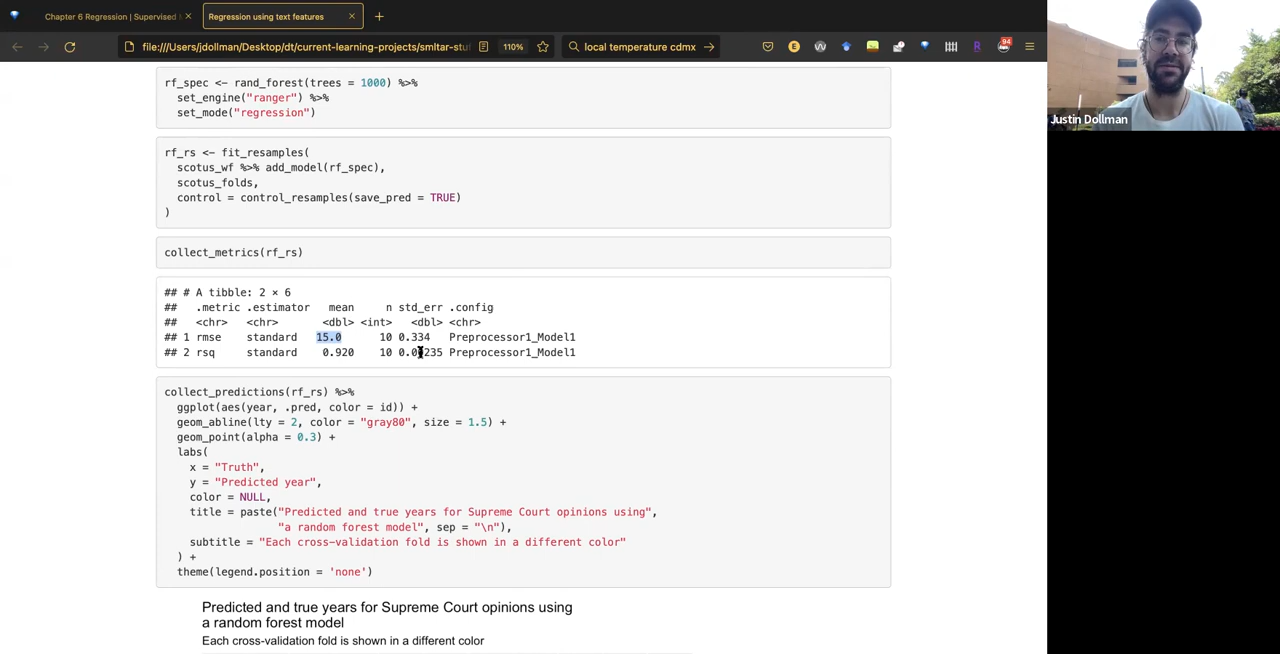 Chapter 6 Regression | Supervised
Regression using text features
file:///Users/jdollman/Desktop/dt/current-learning-projects/smltar-stu
110%
local temperature cdmx
94
Justin Dollman
rf_spec <- rand_forest(trees = 1000) %>%
set_engine("ranger") %>%
set_mode("regression")
rf_rs <- fit_resamples(
scotus_wf %>% add_model(rf_spec),
scotus_folds,
control = control_resamples(save_pred = TRUE)
)
collect_metrics(rf_rs)
## # A tibble: 2 × 6
## .metric .estimator mean n std_err .config
## <chr> <chr> <dbl> <int> <dbl> <chr>
## 1 rmse standard 15.0 10 0.334 Preprocessor1_Model1
## 2 rsq standard 0.920 10 Preprocessor1_Model1
collect_predictions(rf_rs) %>%
ggplot(aes(year, .pred, color = id)) +
geom_abline(lty = 2, color = "gray80", size = 1.5) +
geom_point(alpha = 0.3) +
labs(
x = "Truth",
y = "Predicted year",
color = NULL,
title = paste("Predicted and true years for Supreme Court opinions using",
"a random forest model", sep = "\n"),
subtitle = "Each cross-validation fold is shown in a different color"
) +
theme(legend.position = 'none')
Predicted and true years for Supreme Court opinions using
a random forest model
Each cross-validation fold is shown in a different color